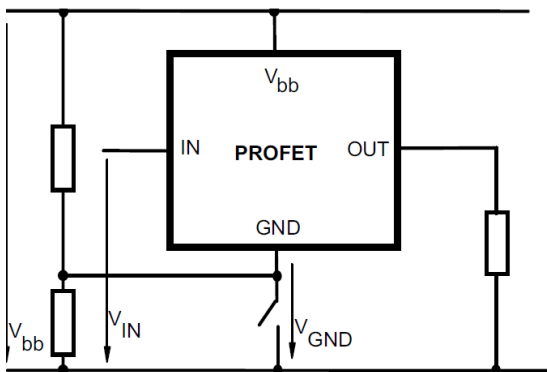 Vbb
IN
PROFET
OUT
GND
Vbb
VIN
VGND